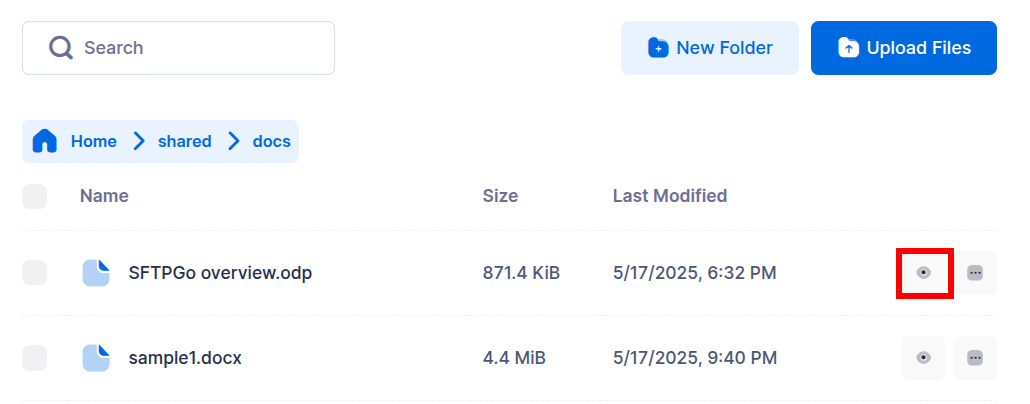 Search
New Folder
Upload Files
Home shared docs
Name Size Last Modified
SFTPGo overview.odp 871.4 KiB 5/17/2025, 6:32 PM
sample1.docx 4.4 MiB 5/17/2025, 9:40 PM